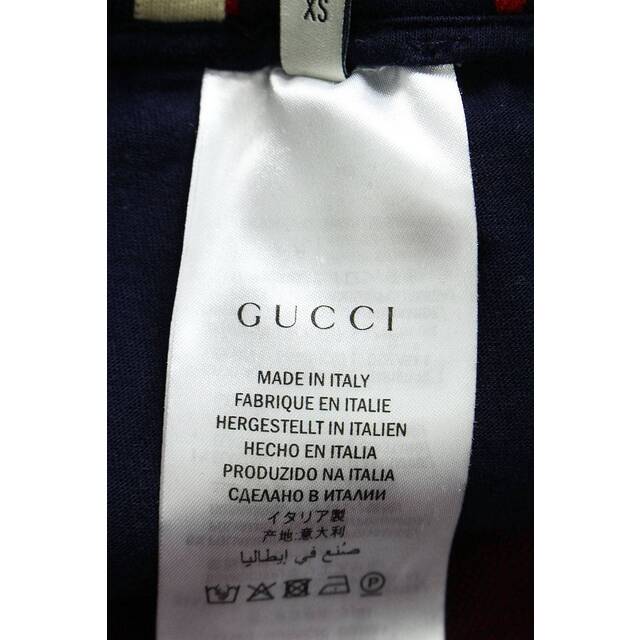 XS
GUCCI
MADE IN ITALY
FABRIQUE EN ITALIE
HERGESTELLT IN ITALIEN
HECHO EN ITALIA
PRODUZIDO NA ITALIA
СДЕЛАНО В ИТАЛИИ
イタリア製
产地:意大利
صُنع في إيطاليا